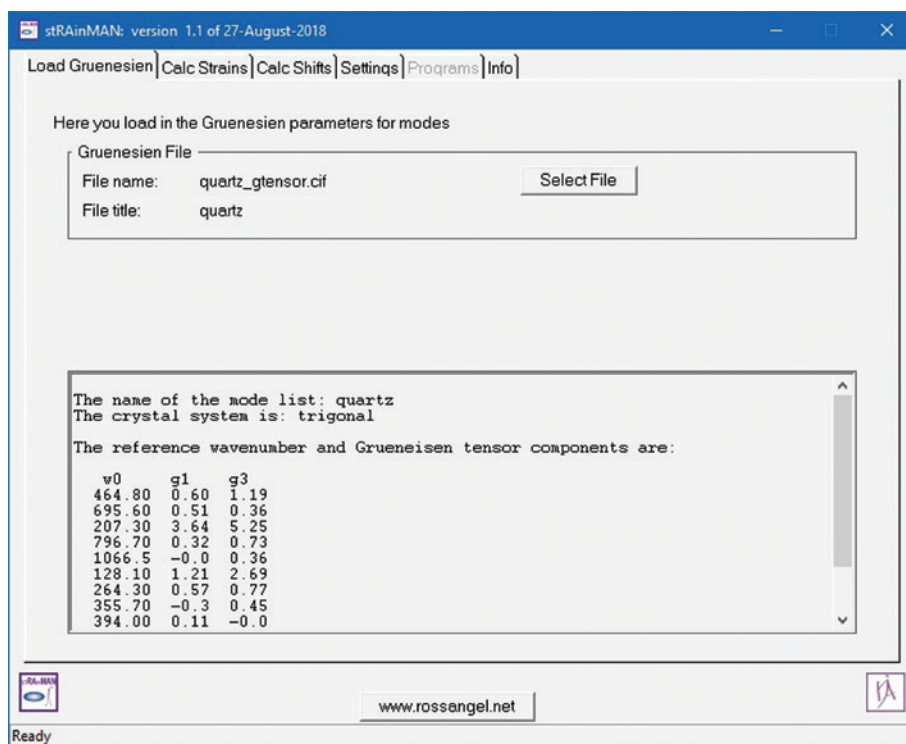 stRAinMAN: version 1.1 of 27-August-2018
Load Gruenesien Calc Strains Calc Shifts Settings Programs Info
Here you load in the Gruenesien parameters for modes
Gruenesien File
File name: quartz_gtensor.cif Select File
File title: quartz
The name of the mode list: quartz
The crystal system is: trigonal
The reference wavenumber and Grueneisen tensor components are:
w0 g1 g3
464.80 0.60 1.19
695.60 0.51 0.36
207.30 3.64 5.25
796.70 0.32 0.73
1066.5 -0.0 0.36
128.10 1.21 2.69
264.30 0.57 0.77
355.70 -0.3 0.45
394.00 0.11 -0.0
www.rossangel.net
Ready